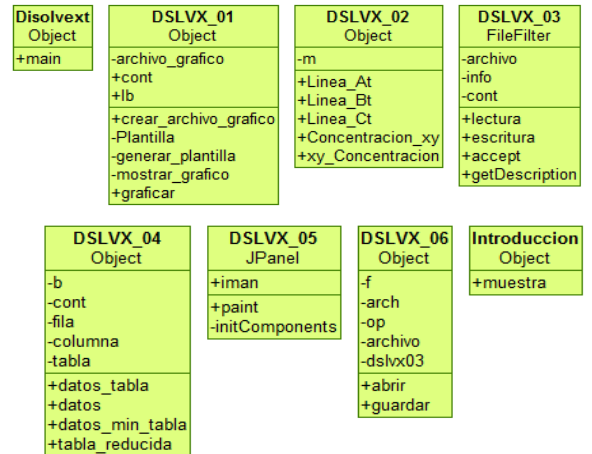 Disolvext
Object
+main
DSLVX_01
Object
-archivo_grafico
+cont
+lb
+crear_archivo_grafico
-Plantilla
-generar_plantilla
-mostrar_grafico
+graficar
DSLVX_02
Object
-m
+Linea_At
+Linea_Bt
+Linea_Ct
+Concentracion_xy
+xy_Concentracion
DSLVX_03
FileFilter
-archivo
-info
-cont
+lectura
+escritura
+accept
+getDescription
DSLVX_04
Object
-b
-cont
-fila
-columna
-tabla
+datos_tabla
+datos
+datos_min_tabla
+tabla_reducida
DSLVX_05
JPanel
+iman
+paint
-initComponents
DSLVX_06
Object
-f
-arch
-op
-archivo
-dslvx03
+abrir
+guardar
Introduccion
Object
+muestra